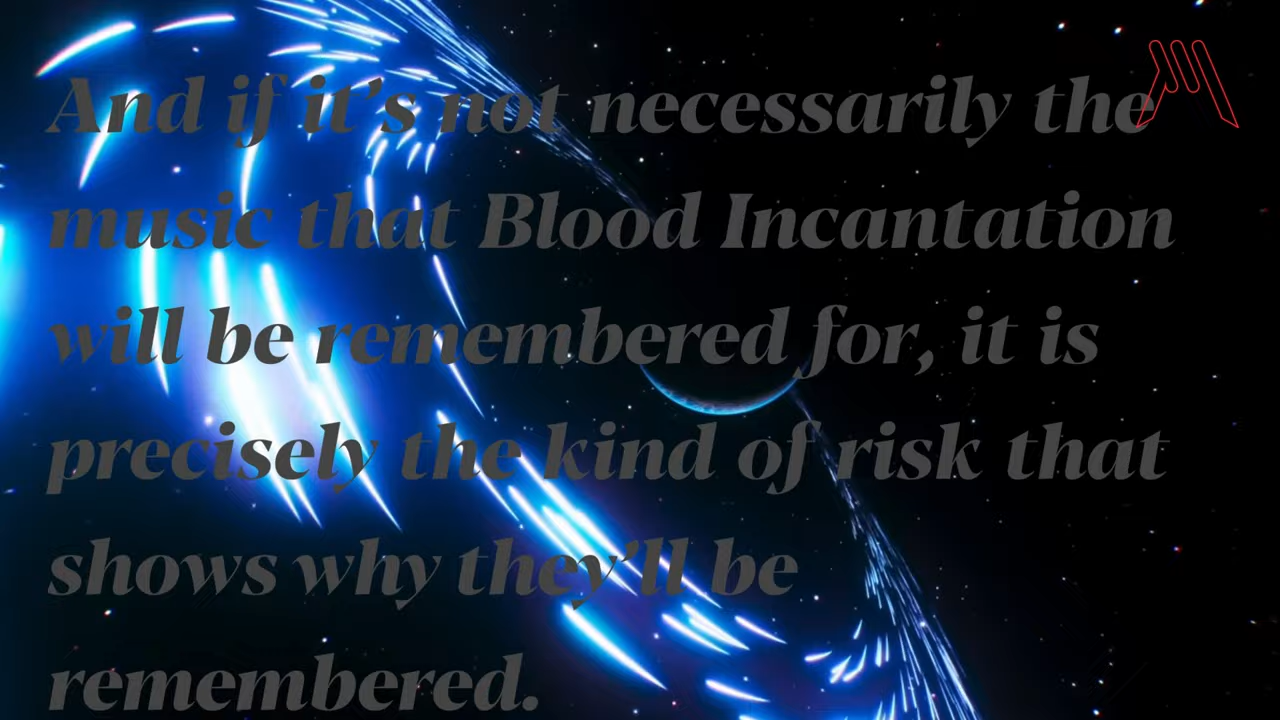 And if it's not necessarily the
music that Blood Incantation
will be remembered for, it is
precisely the kind of risk that
shows why they'll be
remembered.